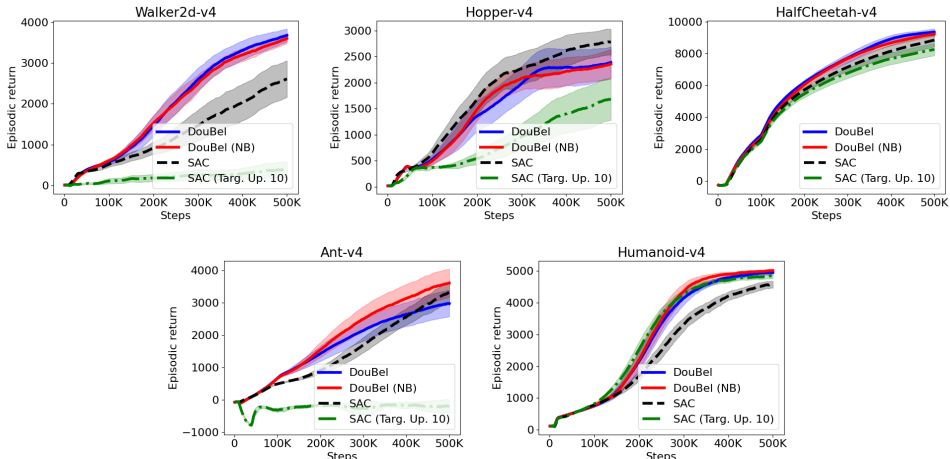 Walker2d-v4
Episodic return
4000
3000
2000
1000
0
DouBel
DouBel (NB)
SAC
SAC (Targ. Up. 10)
0 100K 200K 300K 400K 500K
Steps
Hopper-v4
Episodic return
3000
2500
2000
1500
1000
500
0
DouBel
DouBel (NB)
SAC
SAC (Targ. Up. 10)
0 100K 200K 300K 400K 500K
Steps
HalfCheetah-v4
Episodic return
10000
8000
6000
4000
2000
0
DouBel
DouBel (NB)
SAC
SAC (Targ. Up. 10)
0 100K 200K 300K 400K 500K
Steps
Ant-v4
Episodic return
4000
3000
2000
1000
0
−1000
DouBel
DouBel (NB)
SAC
SAC (Targ. Up. 10)
0 100K 200K 300K 400K 500K
Steps
Humanoid-v4
Episodic return
5000
4000
3000
2000
1000
0
DouBel
DouBel (NB)
SAC
SAC (Targ. Up. 10)
0 100K 200K 300K 400K 500K
Steps